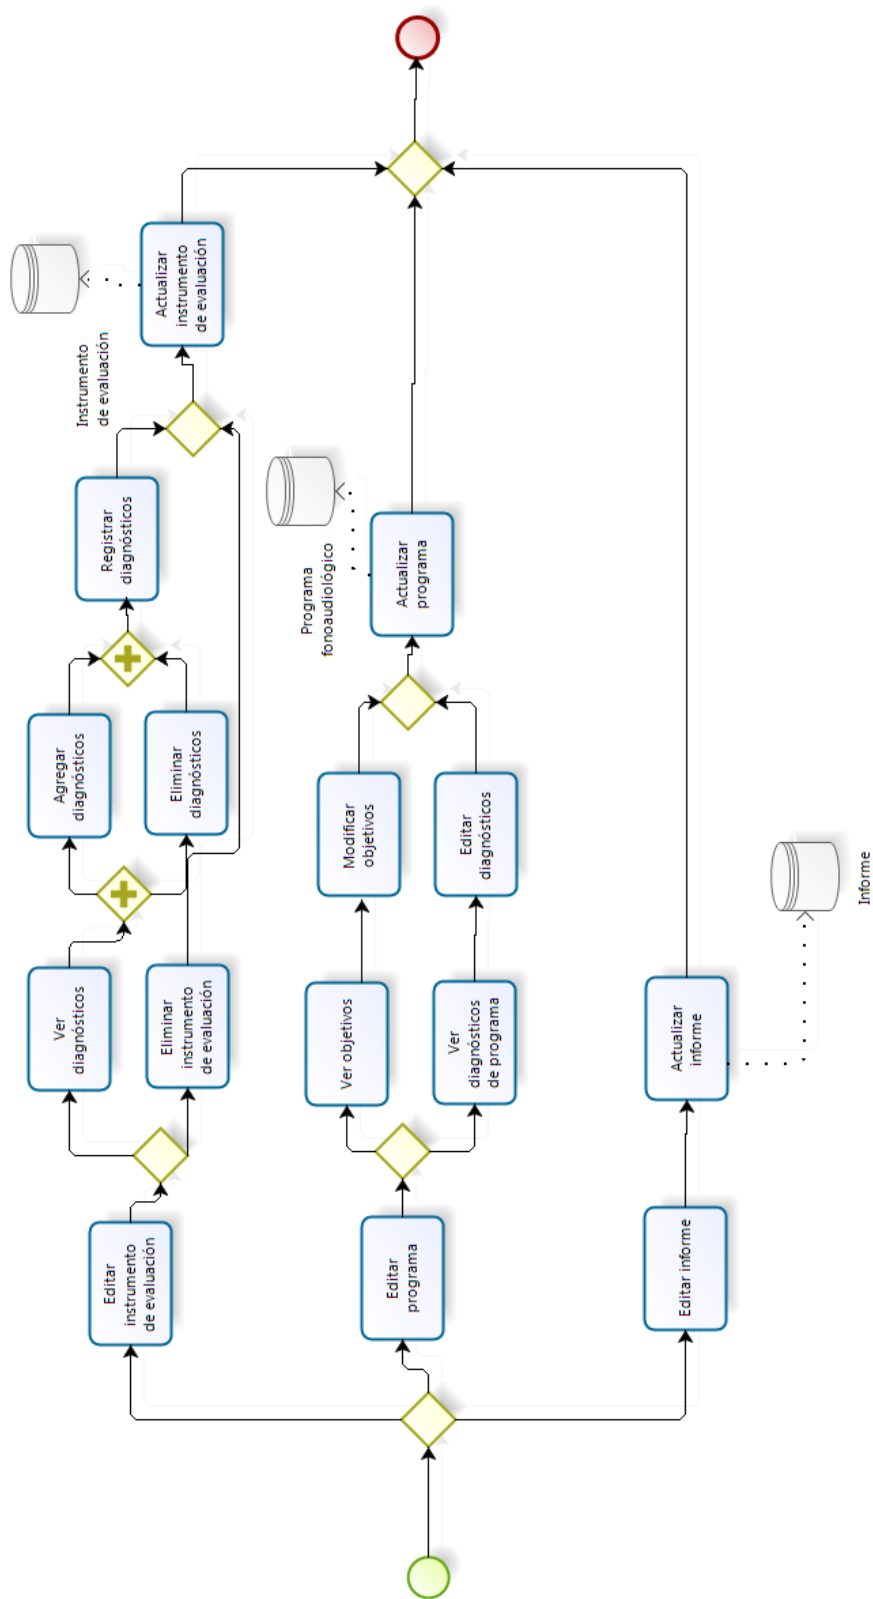 Editar
instrumento
de evaluación
Ver
diagnósticos
Eliminar
instrumento
de evaluación
Agregar
diagnósticos
Eliminar
diagnósticos
Registrar
diagnósticos
Actualizar
instrumento
de evaluación
Instrumento
de evaluación
Editar
programa
Ver objetivos
Ver
diagnósticos
de programa
Modificar
objetivos
Editar
diagnósticos
Actualizar
programa
Programa
fonoaudiológico
Editar informe
Actualizar
informe
Informe